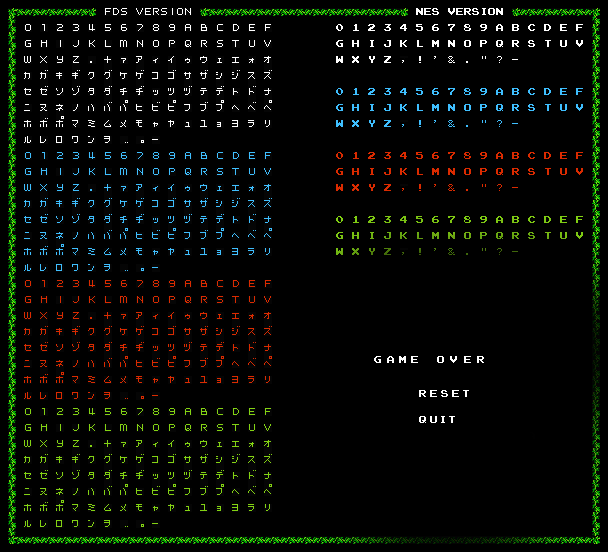 FDS VERSION
0 1 2 3 4 5 6 7 8 9 A B C D E F
G H I J K L M N O P Q R S T U V
W X Y Z . + ァ ア ィ イ ゥ ウ ェ エ ォ オ
カ ガ キ ギ ク グ ケ ゲ コ ゴ サ ザ シ ジ ス ズ
セ ゼ ソ ゾ タ ダ チ ヂ ッ ツ ヅ テ デ ト ド ナ
ニ ヌ ネ ノ ハ バ パ ヒ ビ ピ フ ブ プ ヘ ベ ペ
ホ ボ ポ マ ミ ム メ モ ャ ヤ ュ ユ ョ ヨ ラ リ
ル レ ロ ワ ン ヲ .. 。 ー
0 1 2 3 4 5 6 7 8 9 A B C D E F
G H I J K L M N O P Q R S T U V
W X Y Z . + ァ ア ィ イ ゥ ウ ェ エ ォ オ
カ ガ キ ギ ク グ ケ ゲ コ ゴ サ ザ シ ジ ス ズ
セ ゼ ソ ゾ タ ダ チ ヂ ッ ツ ヅ テ デ ト ド ナ
ニ ヌ ネ ノ ハ バ パ ヒ ビ ピ フ ブ プ ヘ ベ ペ
ホ ボ ポ マ ミ ム メ モ ャ ヤ ュ ユ ョ ヨ ラ リ
ル レ ロ ワ ン ヲ .. 。 ー
0 1 2 3 4 5 6 7 8 9 A B C D E F
G H I J K L M N O P Q R S T U V
W X Y Z . + ァ ア ィ イ ゥ ウ ェ エ ォ オ
カ ガ キ ギ ク グ ケ ゲ コ ゴ サ ザ シ ジ ス ズ
セ ゼ ソ ゾ タ ダ チ ヂ ッ ツ ヅ テ デ ト ド ナ
ニ ヌ ネ ノ ハ バ パ ヒ ビ ピ フ ブ プ ヘ ベ ペ
ホ ボ ポ マ ミ ム メ モ ャ ヤ ュ ユ ョ ヨ ラ リ
ル レ ロ ワ ン ヲ .. 。 ー
0 1 2 3 4 5 6 7 8 9 A B C D E F
G H I J K L M N O P Q R S T U V
W X Y Z . + ァ ア ィ イ ゥ ウ ェ エ ォ オ
カ ガ キ ギ ク グ ケ ゲ コ ゴ サ ザ シ ジ ス ズ
セ ゼ ソ ゾ タ ダ チ ヂ ッ ツ ヅ テ デ ト ド ナ
ニ ヌ ネ ノ ハ バ パ ヒ ビ ピ フ ブ プ ヘ ベ ペ
ホ ボ ポ マ ミ ム メ モ ャ ヤ ュ ユ ョ ヨ ラ リ
ル レ ロ ワ ン ヲ .. 。 ー
NES VERSION
0 1 2 3 4 5 6 7 8 9 A B C D E F
G H I J K L M N O P Q R S T U V
W X Y Z , ! ' & . " ? -
0 1 2 3 4 5 6 7 8 9 A B C D E F
G H I J K L M N O P Q R S T U V
W X Y Z , ! ' & . " ? -
0 1 2 3 4 5 6 7 8 9 A B C D E F
G H I J K L M N O P Q R S T U V
W X Y Z , ! ' & . " ? -
0 1 2 3 4 5 6 7 8 9 A B C D E F
G H I J K L M N O P Q R S T U V
W X Y Z , ! ' & . " ? -
GAME OVER
RESET
QUIT